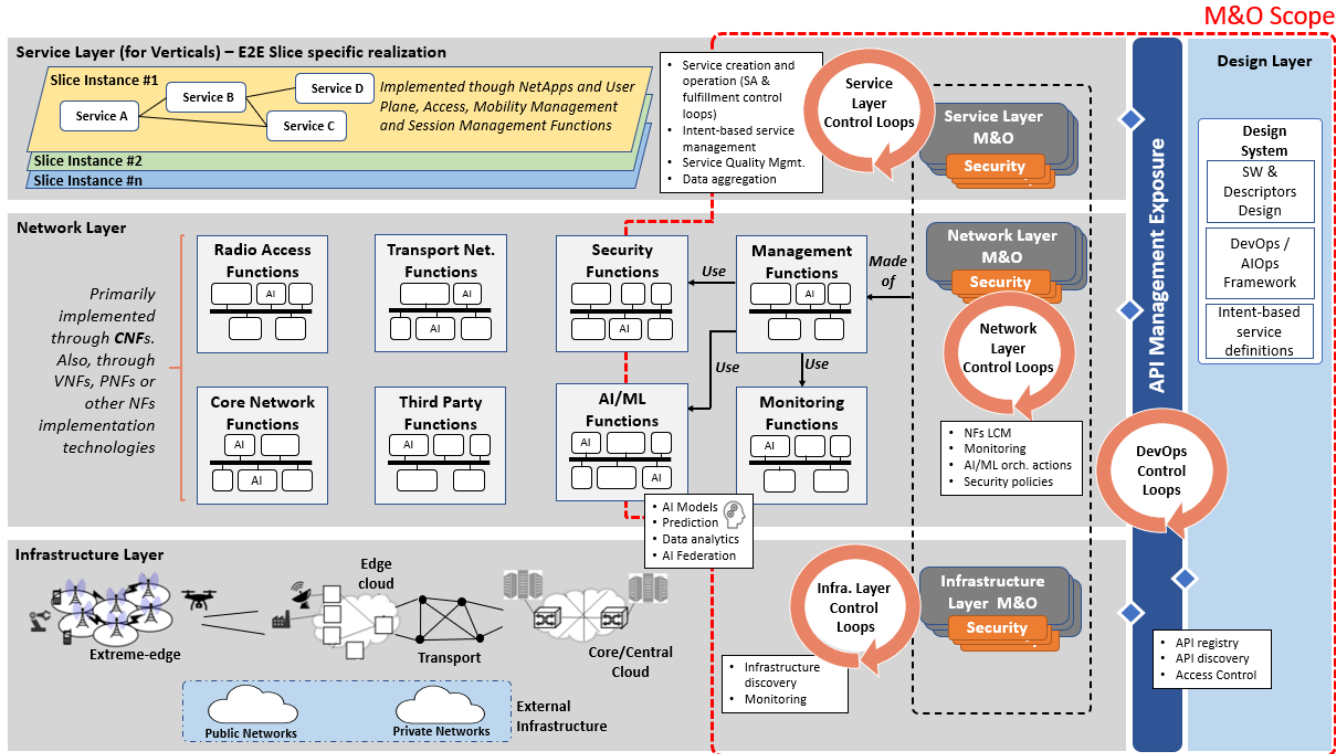 M&O Scope
Service Layer (for Verticals) – E2E Slice specific realization
Slice Instance #1
Service A
Service B
Service D
Service C
Implemented though NetApps and User
Plane, Access, Mobility Management
and Session Management Functions
Slice Instance #2
Slice Instance #n
• Service creation and
operation (SA &
fulfillment control
loops)
• Intent-based service
management
• Service Quality Mgmt.
• Data aggregation
Service
Layer
Control Loops
Service Layer
M&O
Security
API Management Exposure
Design Layer
Design
System
SW &
Descriptors
Design
DevOps /
AIOps
Framework
Intent-based
service
definitions
Network Layer
Primarily
implemented
through CNFs.
Also, through
VNFs, PNFs or
other NFs
implementation
technologies
Radio Access
Functions
AI
Transport Net.
Functions
AI
AI
Security
Functions
AI
Use
Management
Functions
AI
Made
of
Network Layer
M&O
Security
Network
Layer
Control Loops
Use
Use
Core Network
Functions
AI
AI
Third Party
Functions
AI
AI/ML
Functions
AI
AI
Monitoring
Functions
AI
• NFs LCM
• Monitoring
• AI/ML orch. actions
• Security policies
DevOps
Control
Loops
• AI Models
• Prediction
• Data analytics
• AI Federation
Infrastructure Layer
Extreme-edge
Edge
cloud
Transport
Core/Central
Cloud
Public Networks
Private Networks
External
Infrastructure
Infra. Layer
Control
Loops
Infrastructure
Layer M&O
Security
• Infrastructure
discovery
• Monitoring
• API registry
• API discovery
• Access Control